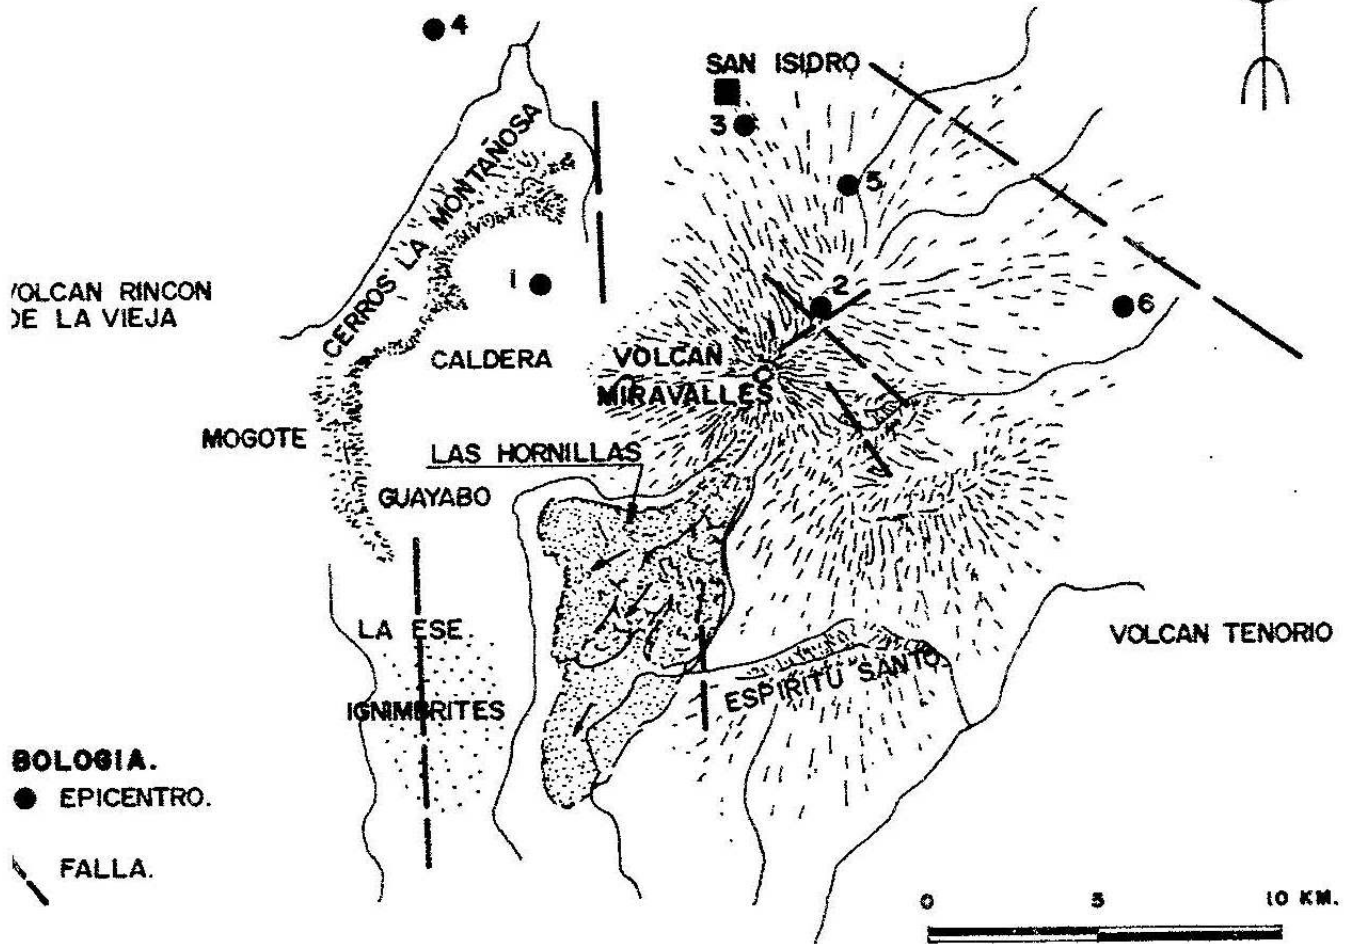 4
SAN ISIDRO
3
5
CERROS LA MONTAÑOSA
1
2
6
VOLCAN RINCON
DE LA VIEJA
CALDERA
VOLCAN
MIRAVALLES
MOGOTE
LAS HORNILLAS
GUAYABO
LA ESE.
VOLCAN TENORIO
ESPIRITU SANTO.
IGNIMBRITES
BOLOGIA.
EPICENTRO.
FALLA.
0 5 10 KM.